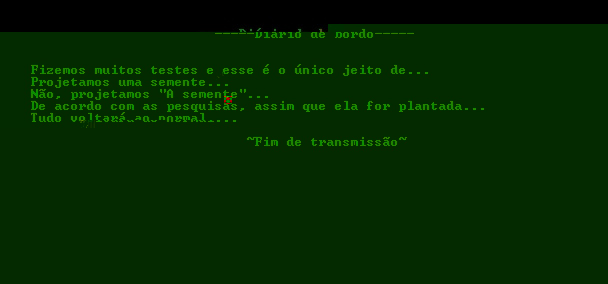 -----Diário de bordo-----
Fizemos muitos testes e esse é o único jeito de...
Projetamos uma semente...
Não, projetamos "A semente"...
De acordo com as pesquisas, assim que ela for plantada...
Tudo voltará ao normal....
~Fim de transmissão~